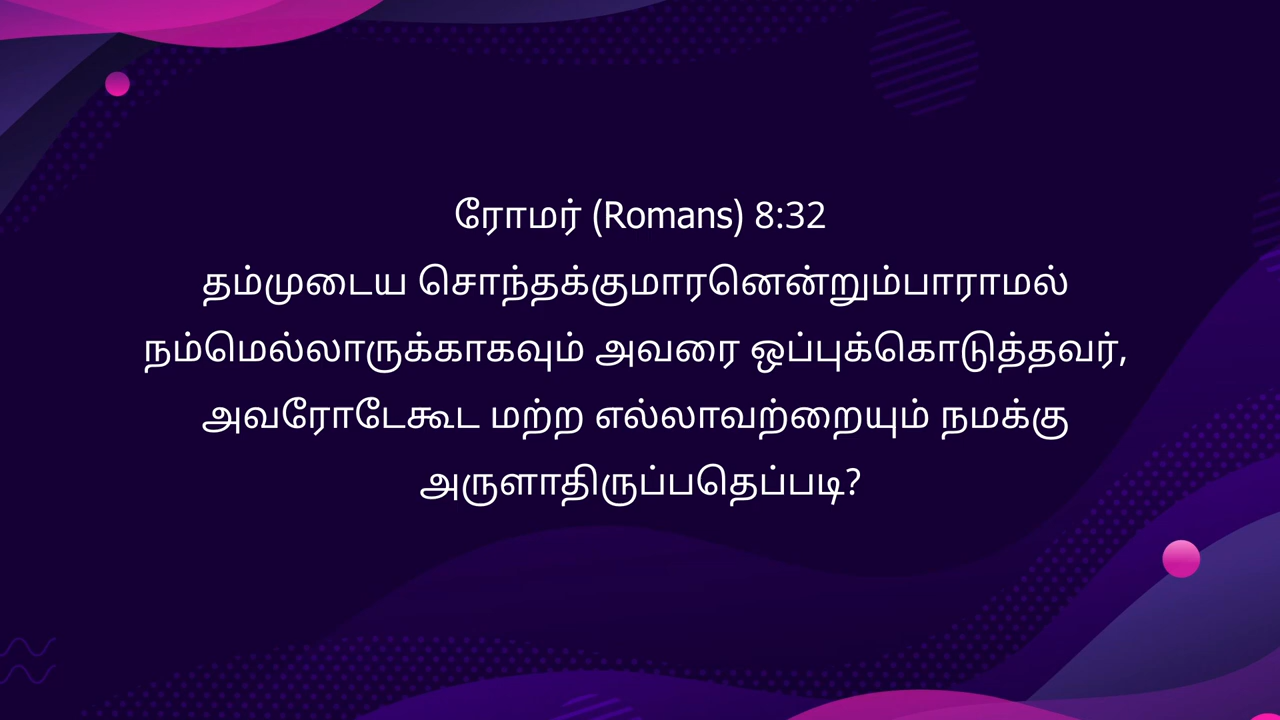 ரோமர் (Romans) 8:32
தம்முடைய சொந்தக்குமாரனென்றும்பாராமல்
நம்மெல்லாருக்காகவும் அவரை ஒப்புக்கொடுத்தவர்,
அவரோடேகூட மற்ற எல்லாவற்றையும் நமக்கு
அருளாதிருப்பதெப்படி?